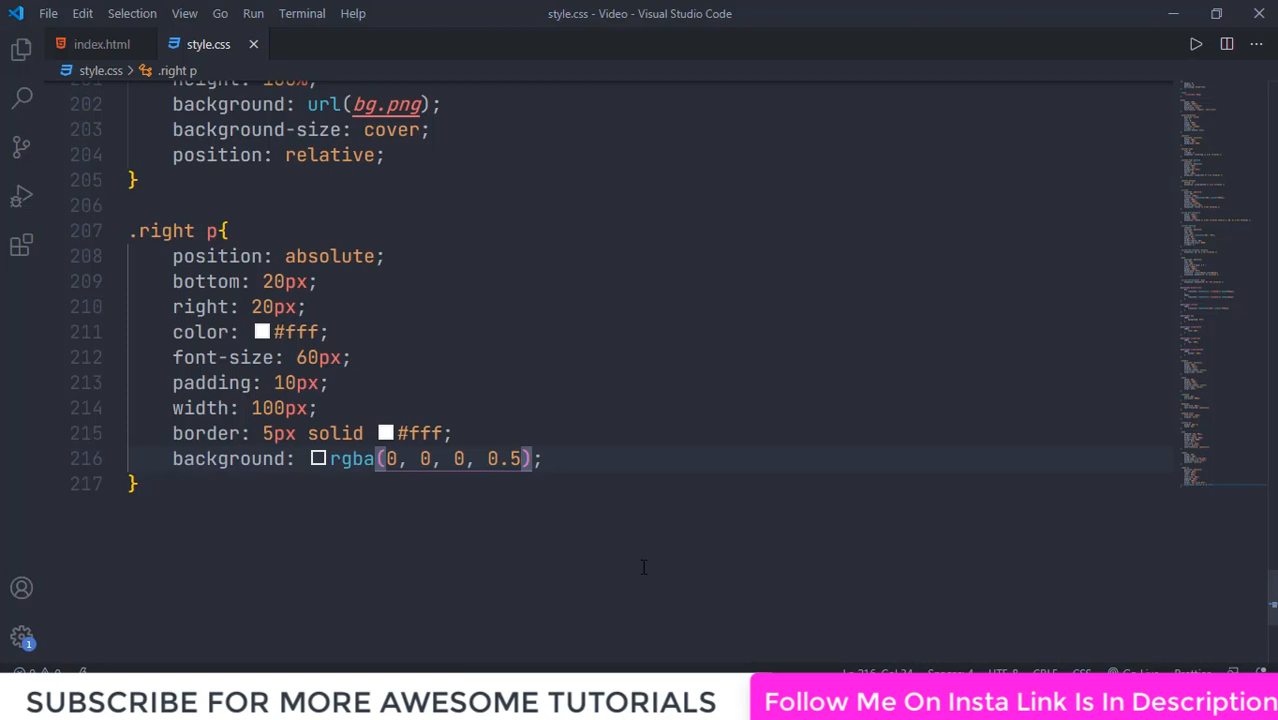 File Edit Selection View Go Run Terminal Help style.css - Video - Visual Studio Code
index.html style.css
style.css > .right p
201 height: 100%;
202 background: url(bg.png);
203 background-size: cover;
204 position: relative;
205 }
206
207 .right p{
208 position: absolute;
209 bottom: 20px;
210 right: 20px;
211 color: #fff;
212 font-size: 60px;
213 padding: 10px;
214 width: 100px;
215 border: 5px solid #fff;
216 background: rgba(0, 0, 0, 0.5);
217 }
1
SUBSCRIBE FOR MORE AWESOME TUTORIALS
Follow Me On Insta Link Is In Description